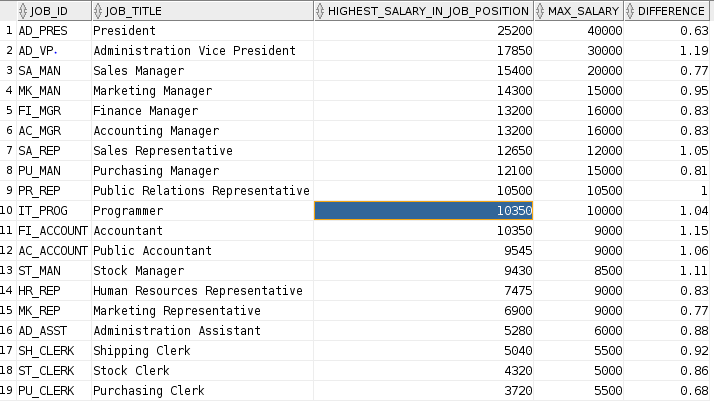 JOB_ID JOB_TITLE HIGHEST_SALARY_IN_JOB_POSITION MAX_SALARY DIFFERENCE
1 AD_PRES President 25200 40000 0.63
2 AD_VP. Administration Vice President 17850 30000 1.19
3 SA_MAN Sales Manager 15400 20000 0.77
4 MK_MAN Marketing Manager 14300 15000 0.95
5 FI_MGR Finance Manager 13200 16000 0.83
6 AC_MGR Accounting Manager 13200 16000 0.83
7 SA_REP Sales Representative 12650 12000 1.05
8 PU_MAN Purchasing Manager 12100 15000 0.81
9 PR_REP Public Relations Representative 10500 10500 1
10 IT_PROG Programmer 10350 10000 1.04
11 FI_ACCOUNT Accountant 10350 9000 1.15
12 AC_ACCOUNT Public Accountant 9545 9000 1.06
13 ST_MAN Stock Manager 9430 8500 1.11
14 HR_REP Human Resources Representative 7475 9000 0.83
15 MK_REP Marketing Representative 6900 9000 0.77
16 AD_ASST Administration Assistant 5280 6000 0.88
17 SH_CLERK Shipping Clerk 5040 5500 0.92
18 ST_CLERK Stock Clerk 4320 5000 0.86
19 PU_CLERK Purchasing Clerk 3720 5500 0.68